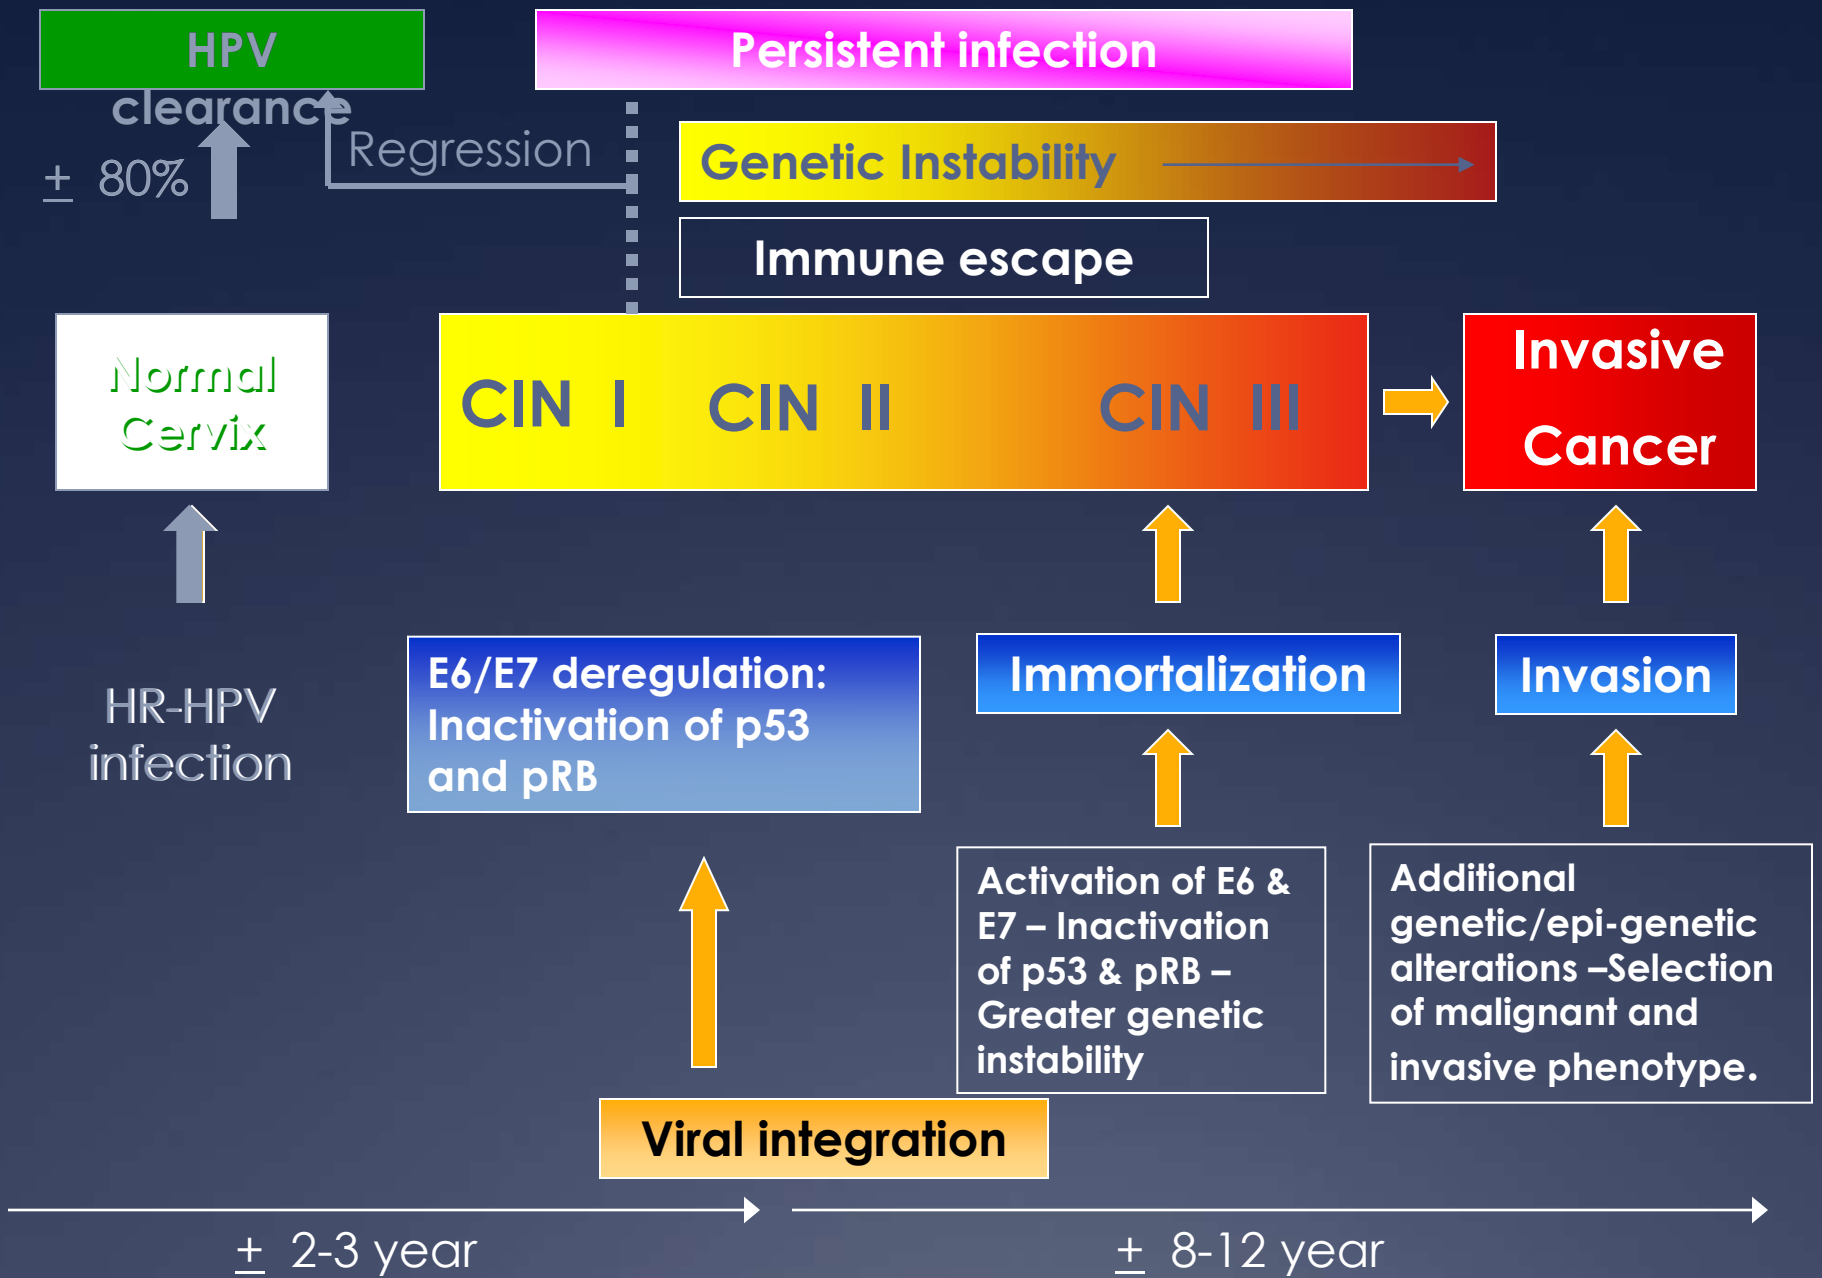 HPV
clearance
Persistent infection
± 80%
Regression
Genetic Instability
Immune escape
Normal
Cervix
CIN I
CIN II
CIN III
Invasive
Cancer
HR-HPV
infection
E6/E7 deregulation:
Inactivation of p53
and pRB
Immortalization
Invasion
Activation of E6 &
E7 – Inactivation
of p53 & pRB –
Greater genetic
instability
Additional
genetic/epi-genetic
alterations –Selection
of malignant and
invasive phenotype.
Viral integration
± 2-3 year
± 8-12 year